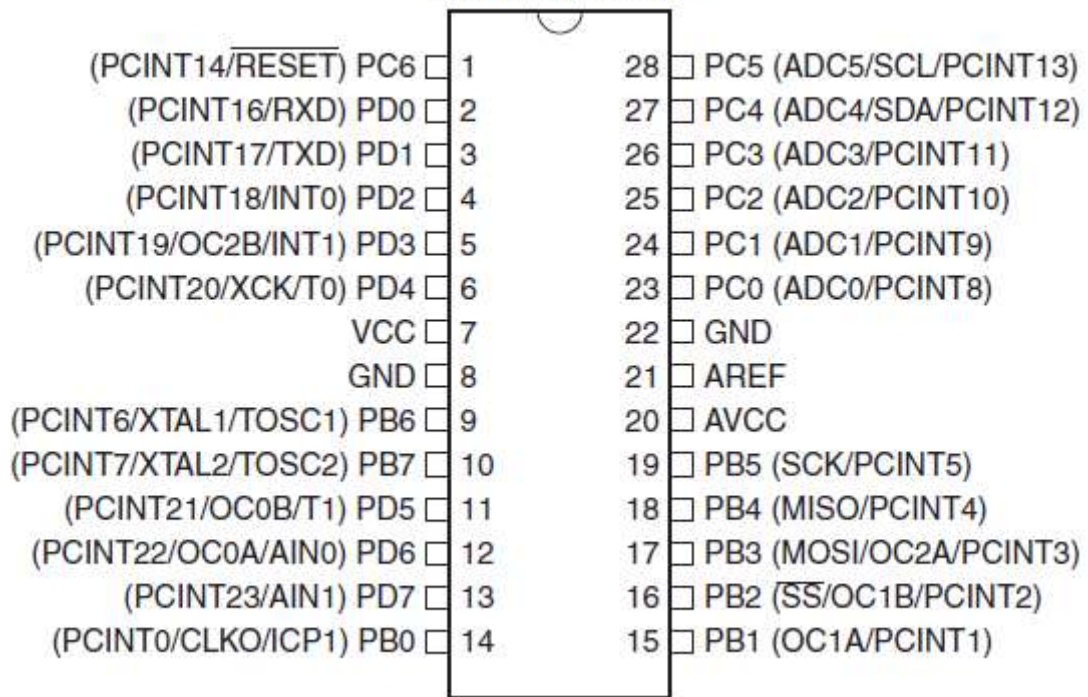 (PCINT14/RESET) PC6 1 28 PC5 (ADC5/SCL/PCINT13)
(PCINT16/RXD) PD0 2 27 PC4 (ADC4/SDA/PCINT12)
(PCINT17/TXD) PD1 3 26 PC3 (ADC3/PCINT11)
(PCINT18/INT0) PD2 4 25 PC2 (ADC2/PCINT10)
(PCINT19/OC2B/INT1) PD3 5 24 PC1 (ADC1/PCINT9)
(PCINT20/XCK/T0) PD4 6 23 PC0 (ADC0/PCINT8)
VCC 7 22 GND
GND 8 21 AREF
(PCINT6/XTAL1/TOSC1) PB6 9 20 AVCC
(PCINT7/XTAL2/TOSC2) PB7 10 19 PB5 (SCK/PCINT5)
(PCINT21/OC0B/T1) PD5 11 18 PB4 (MISO/PCINT4)
(PCINT22/OC0A/AIN0) PD6 12 17 PB3 (MOSI/OC2A/PCINT3)
(PCINT23/AIN1) PD7 13 16 PB2 (SS/OC1B/PCINT2)
(PCINT0/CLKO/ICP1) PB0 14 15 PB1 (OC1A/PCINT1)